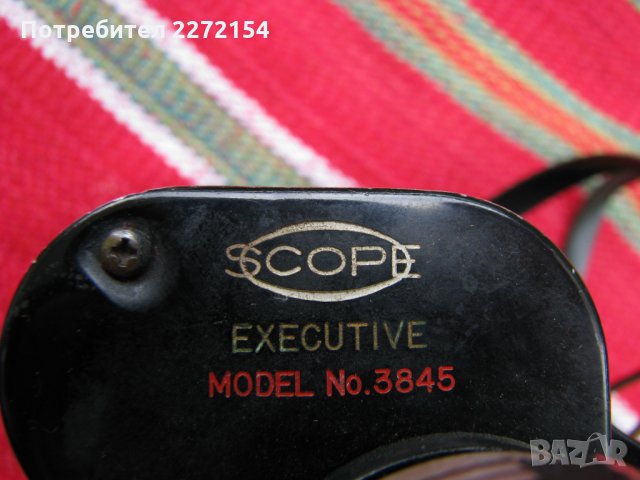 Потребител 2272154
SCOPE
EXECUTIVE
MODEL No.3845
BAZAR